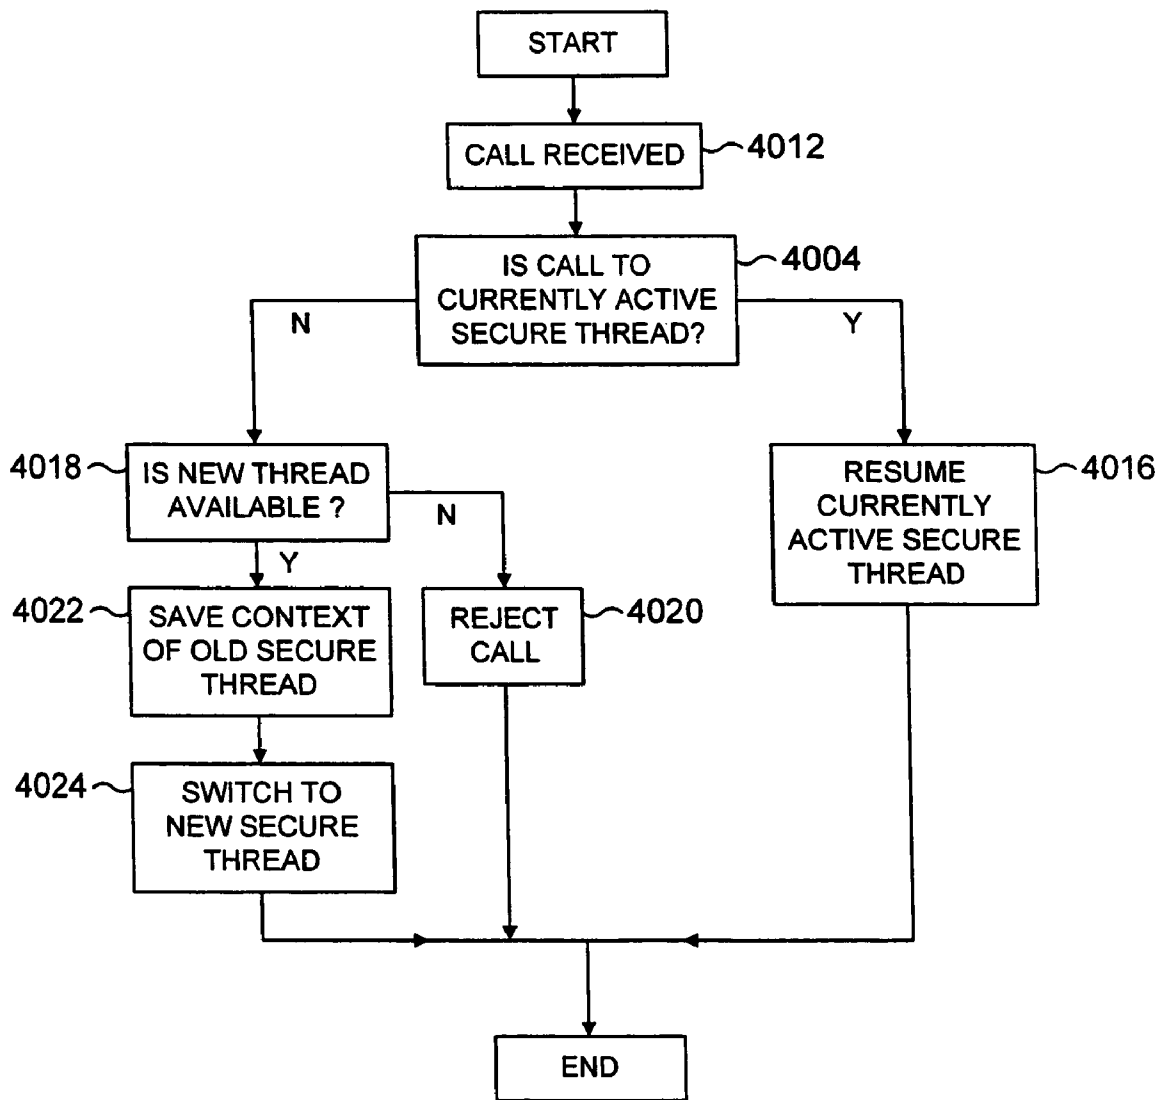 START
CALL RECEIVED
4012
IS CALL TO
CURRENTLY ACTIVE
SECURE THREAD?
4004
N
Y
4018
IS NEW THREAD
AVAILABLE ?
N
Y
RESUME
CURRENTLY
ACTIVE SECURE
THREAD
4016
4022
SAVE CONTEXT
OF OLD SECURE
THREAD
REJECT
CALL
4020
4024
SWITCH TO
NEW SECURE
THREAD
END